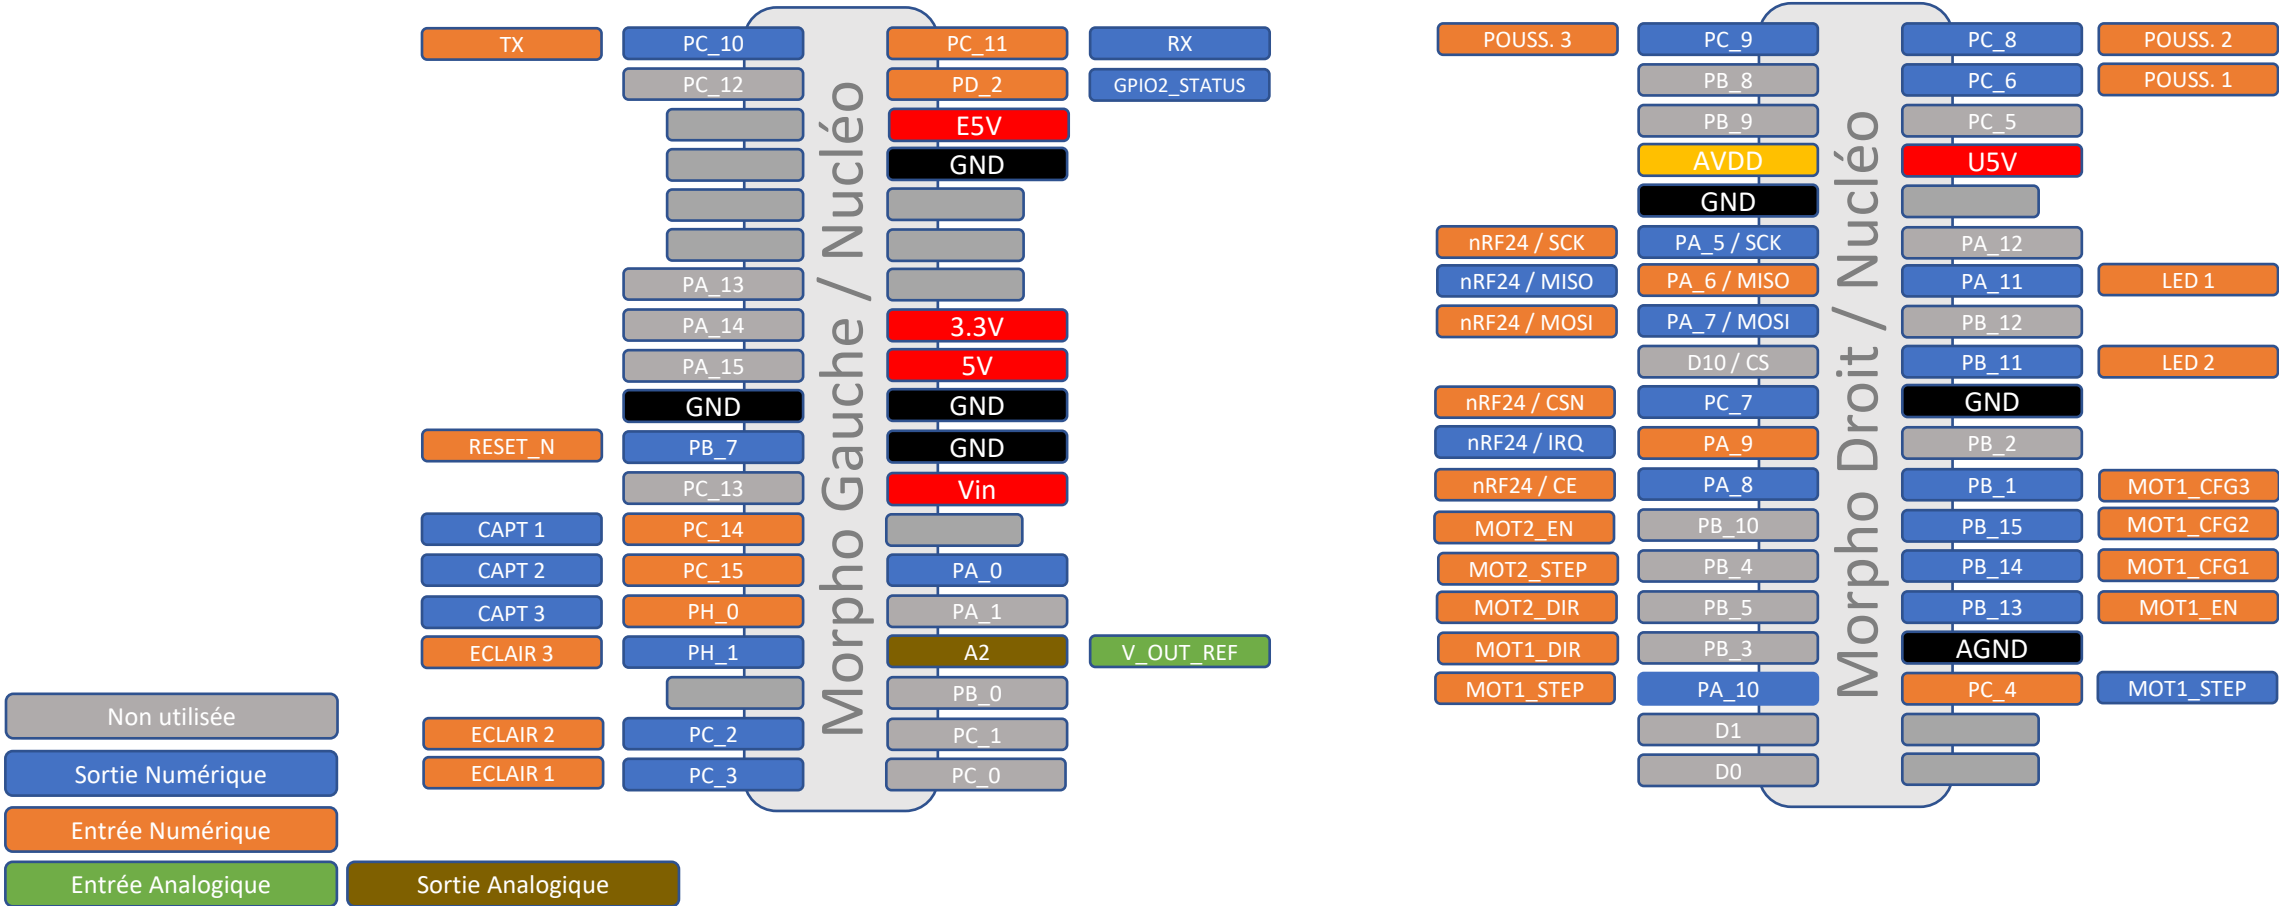 TX PC_10 PC_11 RX
PC_12 PD_2 GPIO2_STATUS
E5V
GND
PA_13
PA_14 3.3V
PA_15 5V
GND GND
RESET_N PB_7 GND
PC_13 Vin
CAPT 1 PC_14
CAPT 2 PC_15 PA_0
CAPT 3 PH_0 PA_1
ECLAIR 3 PH_1 A2 V_OUT_REF
PB_0
ECLAIR 2 PC_2 PC_1
ECLAIR 1 PC_3 PC_0
Morpho Gauche / Nucléo
POUSS. 3 PC_9 PC_8 POUSS. 2
PB_8 PC_6 POUSS. 1
PB_9 PC_5
AVDD U5V
GND
nRF24 / SCK PA_5 / SCK PA_12
nRF24 / MISO PA_6 / MISO PA_11 LED 1
nRF24 / MOSI PA_7 / MOSI PB_12
D10 / CS PB_11 LED 2
nRF24 / CSN PC_7 GND
nRF24 / IRQ PA_9 PB_2
nRF24 / CE PA_8 PB_1 MOT1_CFG3
MOT2_EN PB_10 PB_15 MOT1_CFG2
MOT2_STEP PB_4 PB_14 MOT1_CFG1
MOT2_DIR PB_5 PB_13 MOT1_EN
MOT1_DIR PB_3 AGND
MOT1_STEP PA_10 PC_4 MOT1_STEP
D1
D0
Morpho Droit / Nucléo
Non utilisée
Sortie Numérique
Entrée Numérique
Entrée Analogique Sortie Analogique